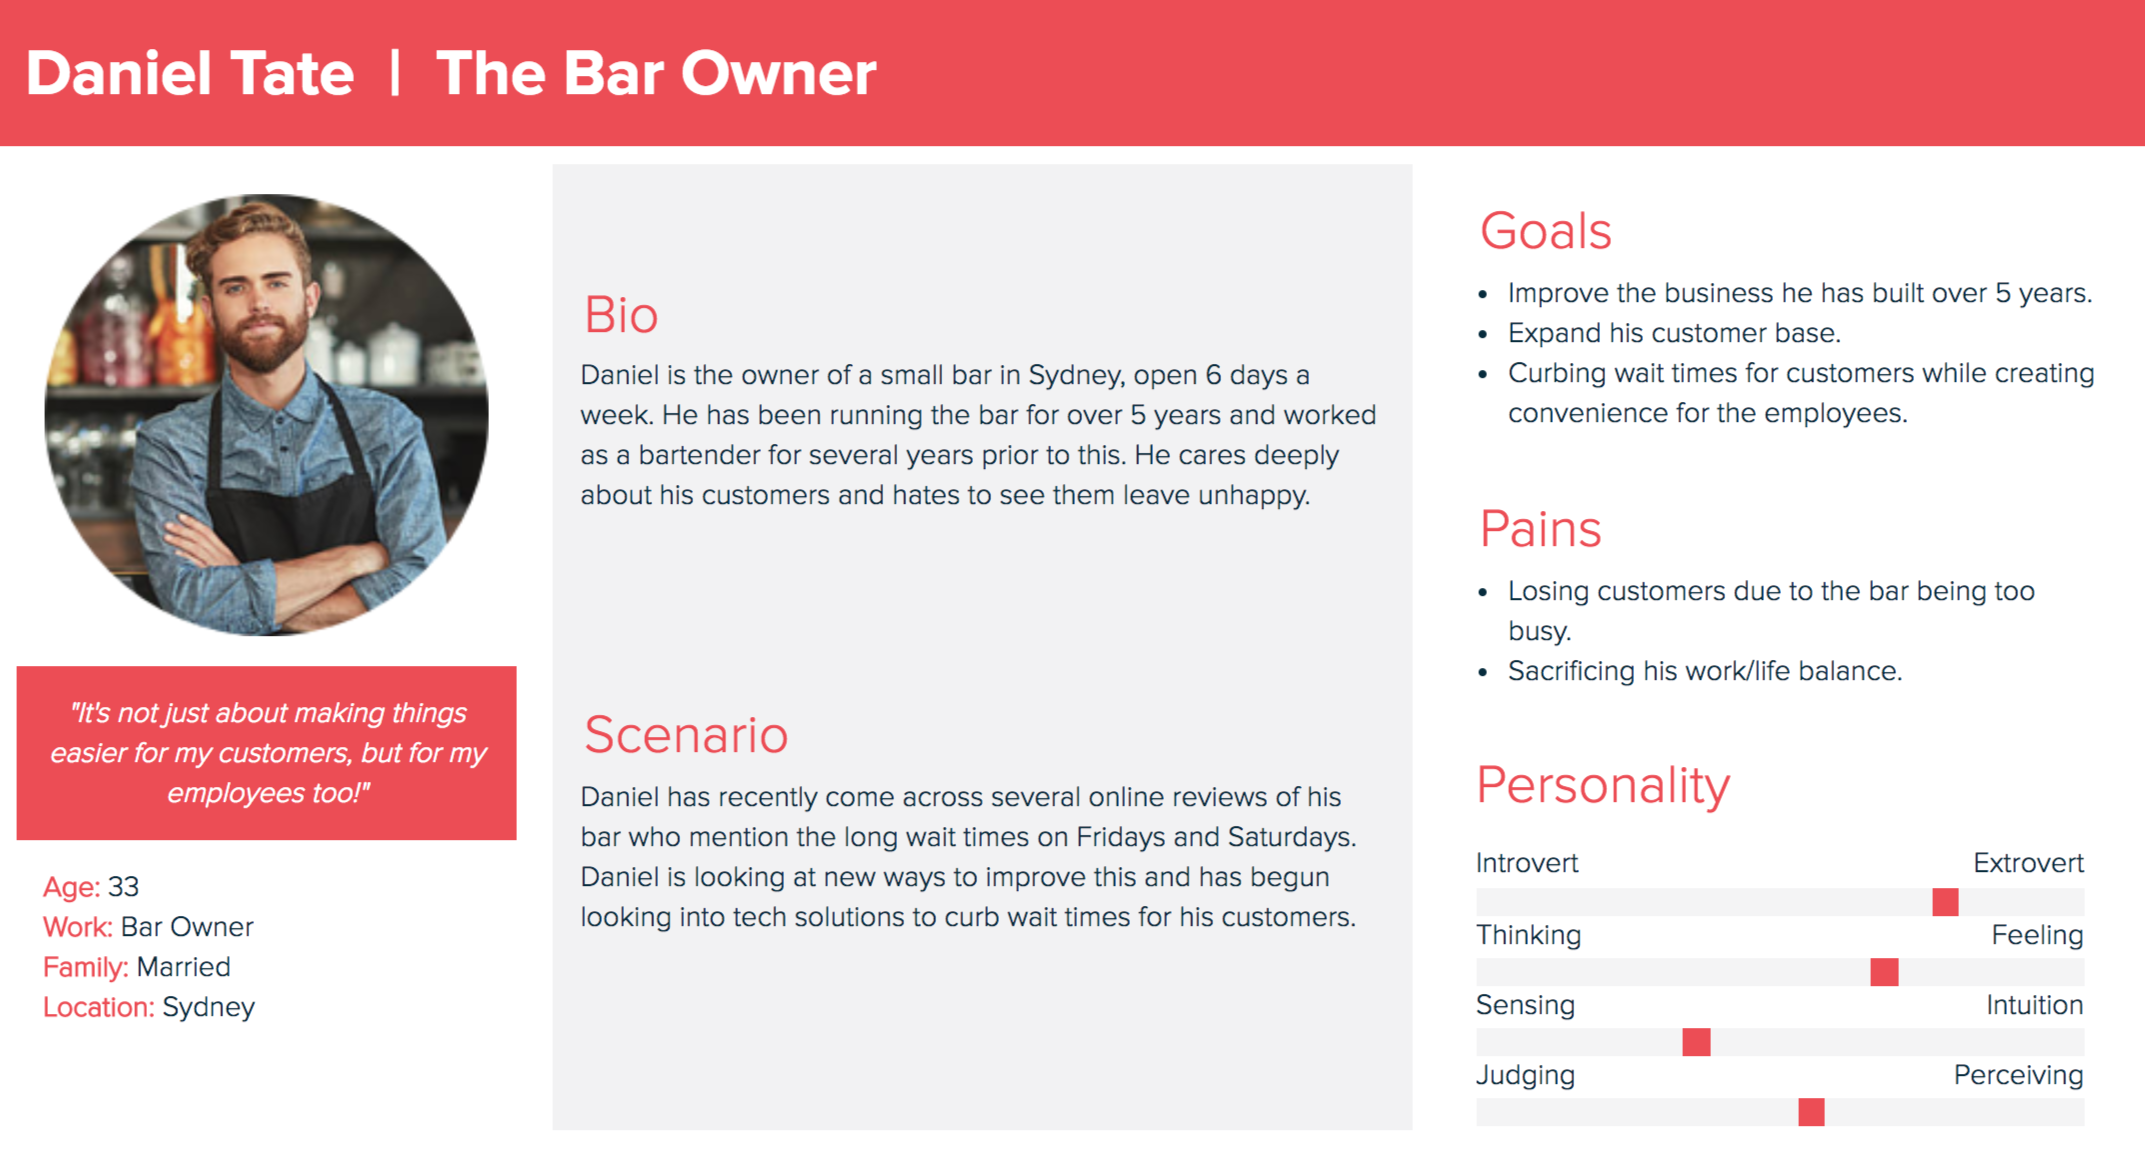 Daniel Tate | The Bar Owner
"It's not just about making things
easier for my customers, but for my
employees too!"
Age: 33
Work: Bar Owner
Family: Married
Location: Sydney
Bio
Daniel is the owner of a small bar in Sydney, open 6 days a
week. He has been running the bar for over 5 years and worked
as a bartender for several years prior to this. He cares deeply
about his customers and hates to see them leave unhappy.
Scenario
Daniel has recently come across several online reviews of his
bar who mention the long wait times on Fridays and Saturdays.
Daniel is looking at new ways to improve this and has begun
looking into tech solutions to curb wait times for his customers.
Goals
• Improve the business he has built over 5 years.
• Expand his customer base.
• Curbing wait times for customers while creating
convenience for the employees.
Pains
• Losing customers due to the bar being too
busy.
• Sacrificing his work/life balance.
Personality
Introvert Extrovert
Thinking Feeling
Sensing Intuition
Judging Perceiving